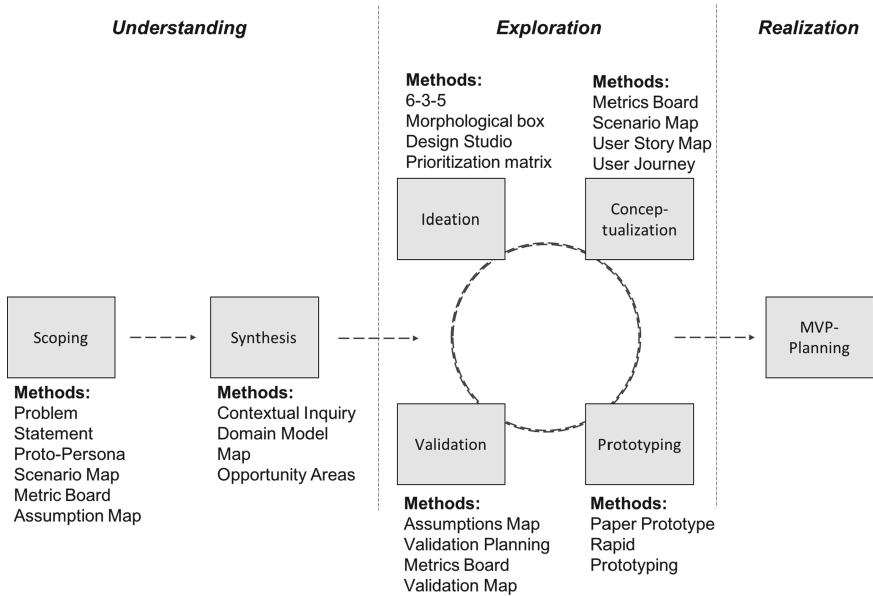 Understanding
Exploration
Realization
Methods:
6-3-5
Morphological box
Design Studio
Prioritization matrix
Methods:
Metrics Board
Scenario Map
User Story Map
User Journey
Ideation
Concep-
tualization
Scoping
Synthesis
MVP-
Planning
Methods:
Problem
Statement
Proto-Persona
Scenario Map
Metric Board
Assumption Map
Methods:
Contextual Inquiry
Domain Model
Map
Opportunity Areas
Validation
Prototyping
Methods:
Assumptions Map
Validation Planning
Metrics Board
Validation Map
Methods:
Paper Prototype
Rapid
Prototyping